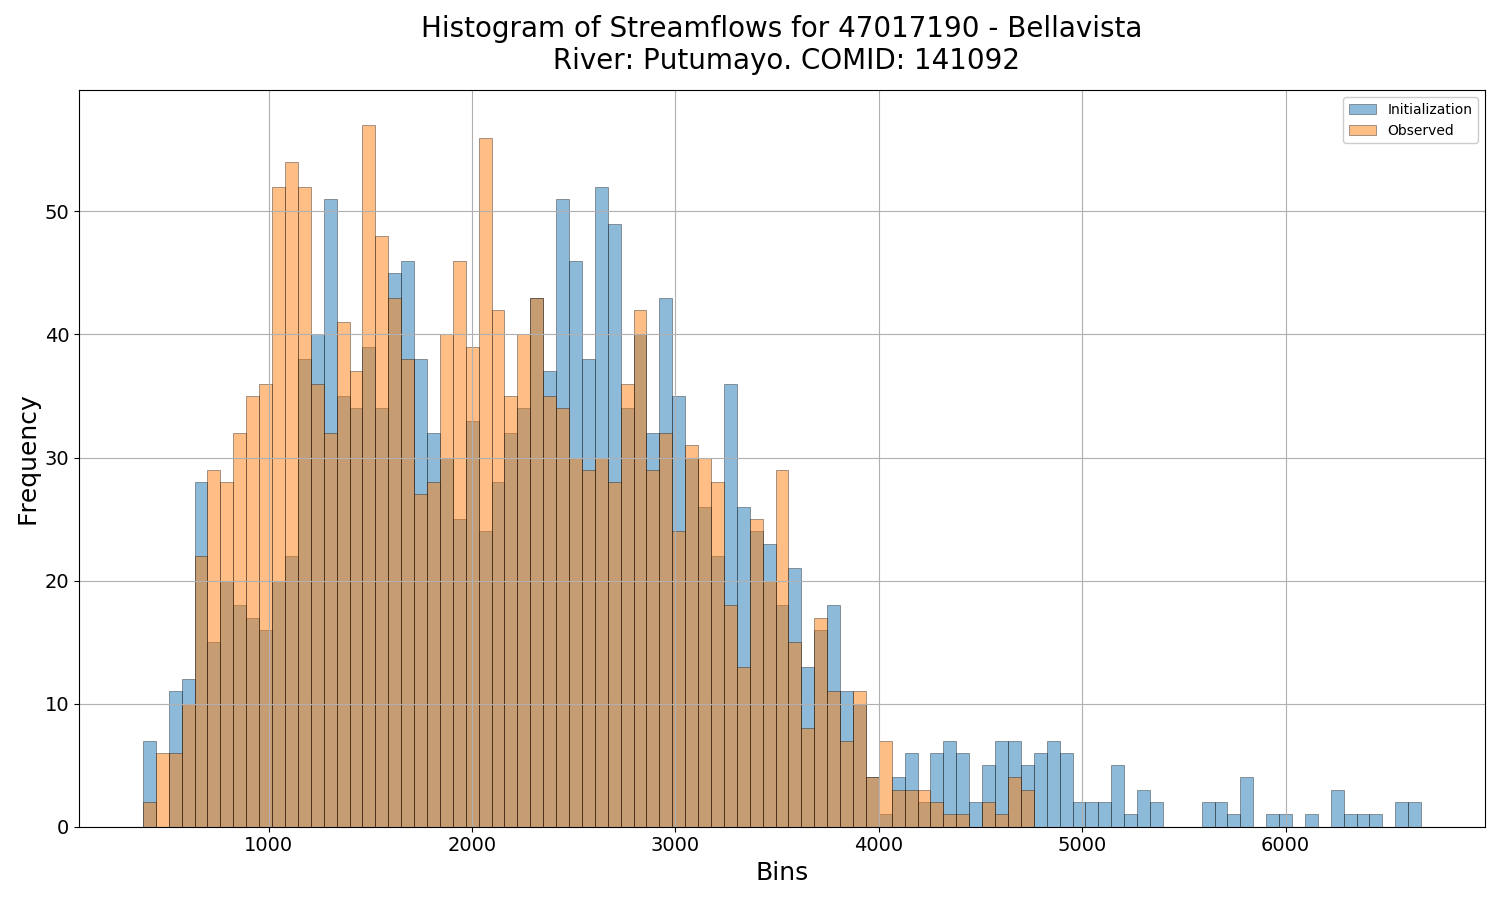 Histogram of Streamflows for 47017190 - Bellavista
River: Putumayo. COMID: 141092
Initialization
Observed
Frequency
50
40
30
20
10
0
1000 2000 3000 4000 5000 6000
Bins